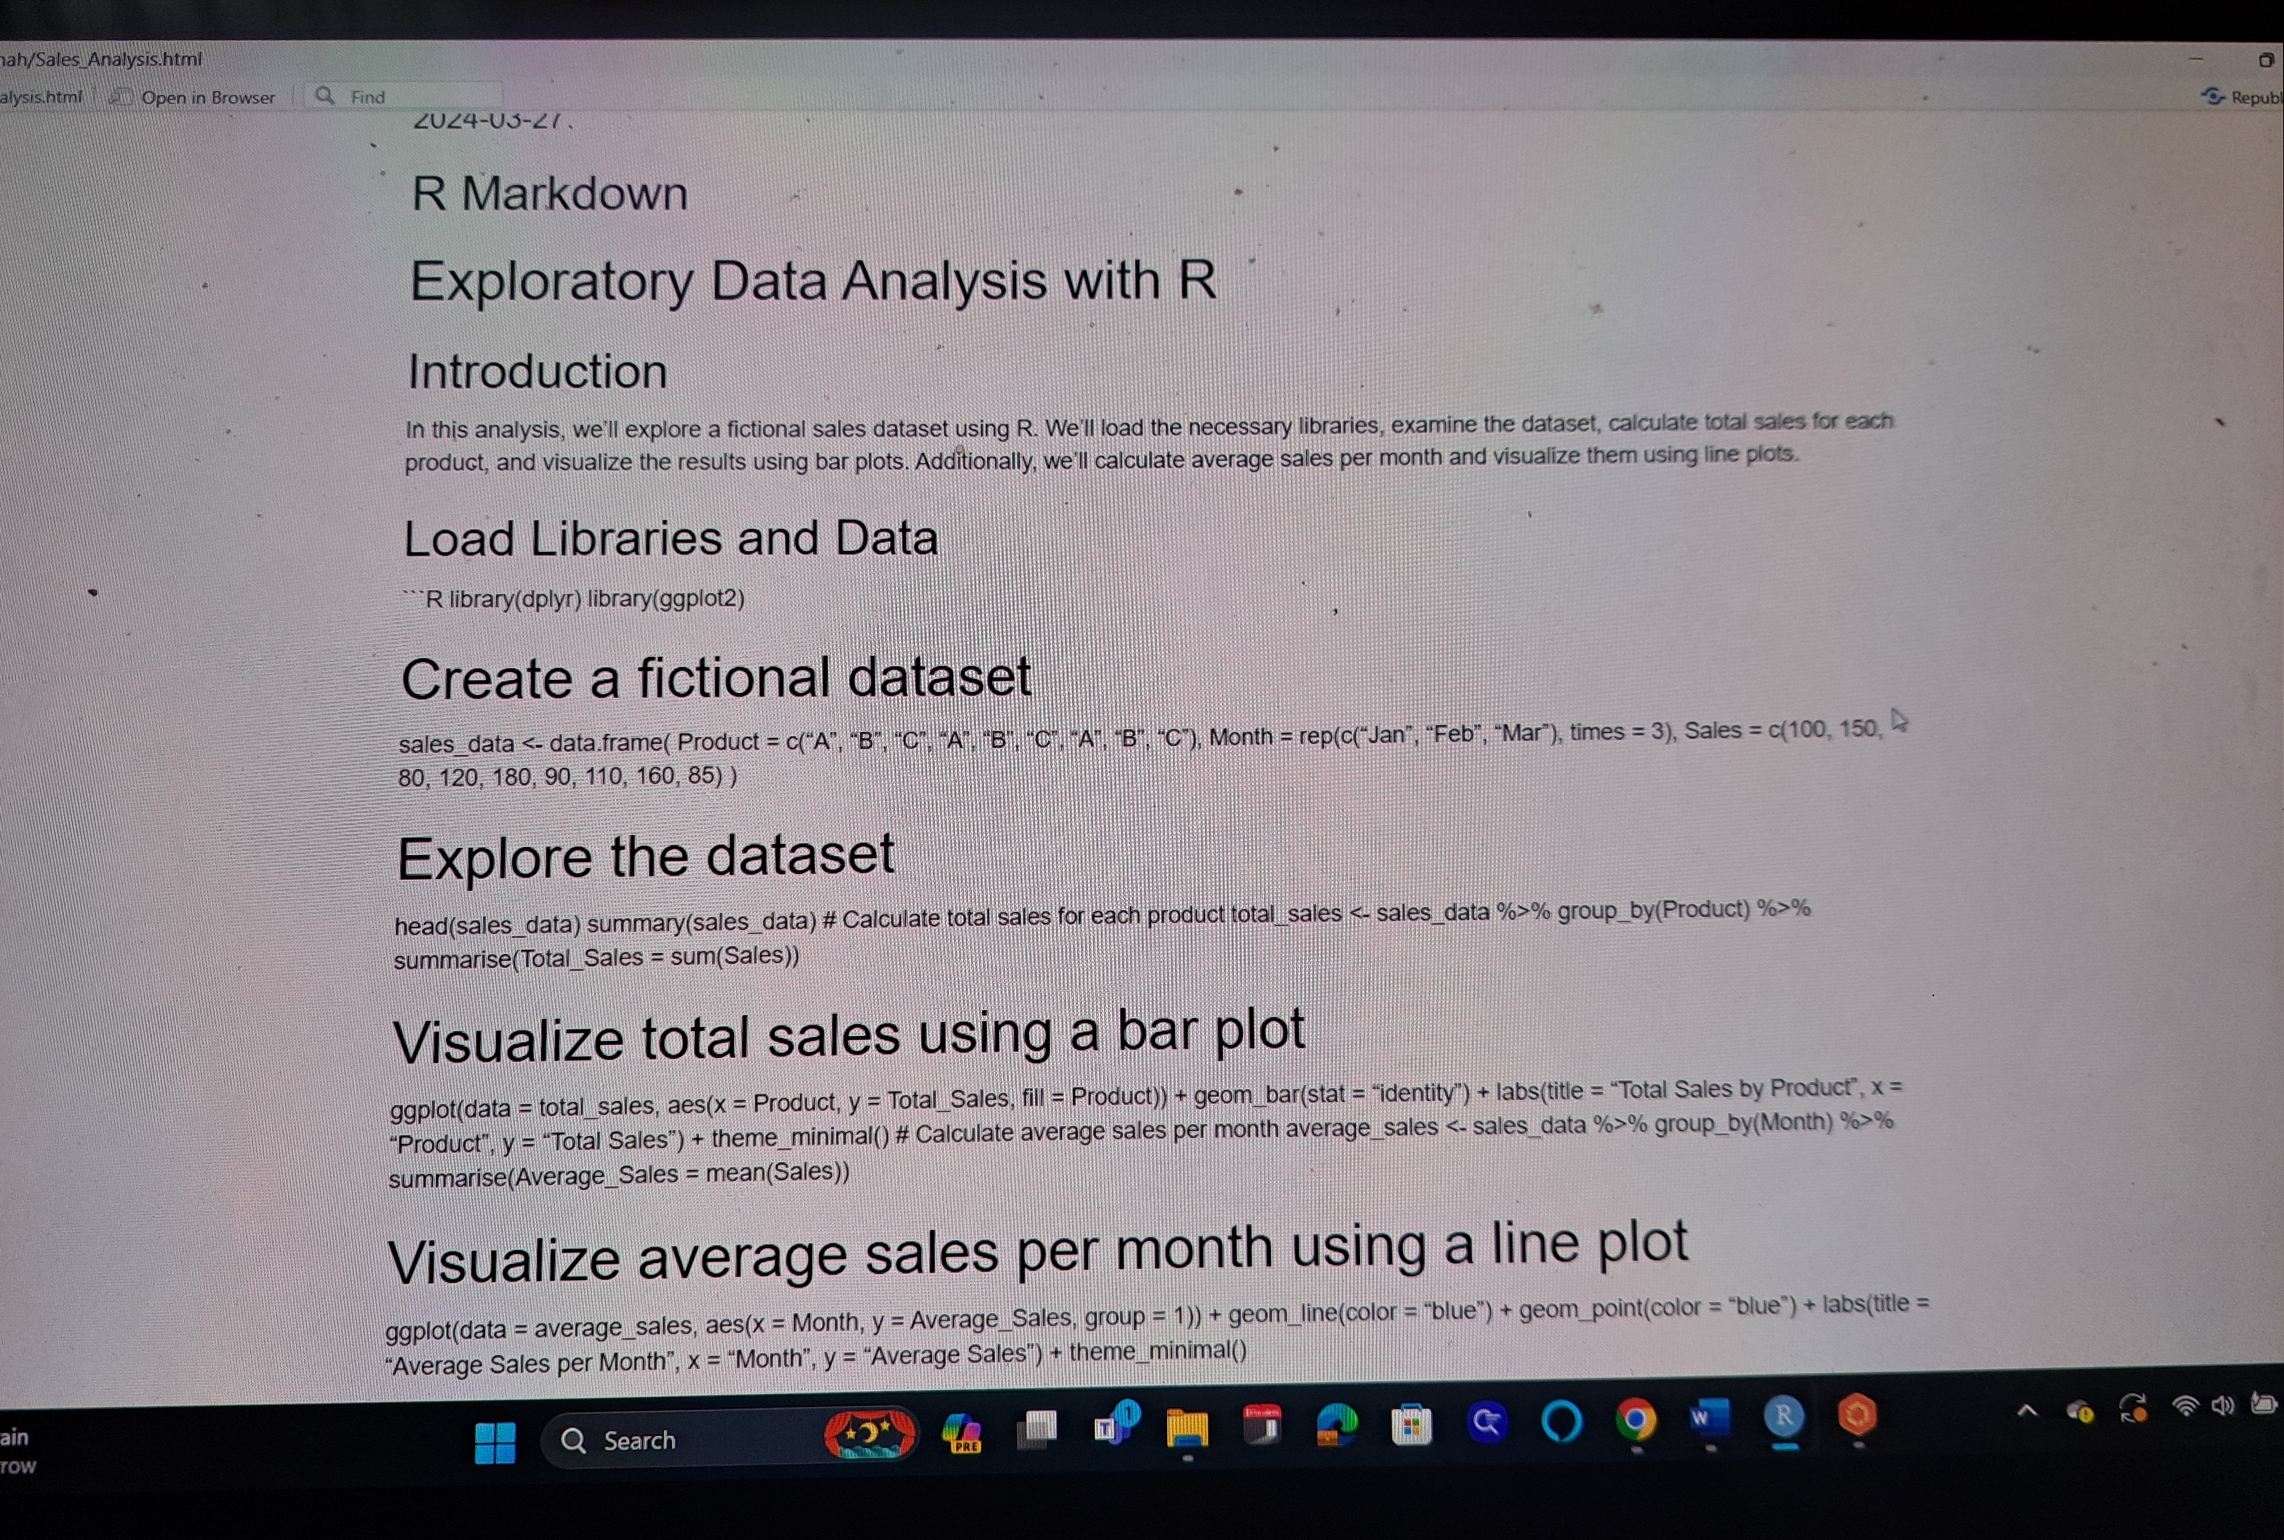 nah/Sales_Analysis.html
alysis.html Open in Browser Find Republ
2024-03-27.
R Markdown
Exploratory Data Analysis with R
Introduction
In this analysis, we'll explore a fictional sales dataset using R. We'll load the necessary libraries, examine the dataset, calculate total sales for each
product, and visualize the results using bar plots. Additionally, we'll calculate average sales per month and visualize them using line plots.
Load Libraries and Data
```R library(dplyr) library(ggplot2)
Create a fictional dataset
sales_data <- data.frame( Product = c(“A”, “B”, “C”, “A”, “B”, “C”, “A”, “B”, “C”), Month = rep(c(“Jan”, “Feb”, “Mar”), times = 3), Sales = c(100, 150,
80, 120, 180, 90, 110, 160, 85) )
Explore the dataset
head(sales_data) summary(sales_data) # Calculate total sales for each product total_sales <- sales_data %>% group_by(Product) %>%
summarise(Total_Sales = sum(Sales))
Visualize total sales using a bar plot
ggplot(data = total_sales, aes(x = Product, y = Total_Sales, fill = Product)) + geom_bar(stat = “identity”) + labs(title = “Total Sales by Product”, x =
“Product”, y = “Total Sales”) + theme_minimal() # Calculate average sales per month average_sales <- sales_data %>% group_by(Month) %>%
summarise(Average_Sales = mean(Sales))
Visualize average sales per month using a line plot
ggplot(data = average_sales, aes(x = Month, y = Average_Sales, group = 1)) + geom_line(color = “blue”) + geom_point(color = “blue”) + labs(title =
“Average Sales per Month”, x = “Month”, y = “Average Sales”) + theme_minimal()
ain
row
Search
PRE
T
1
W
R